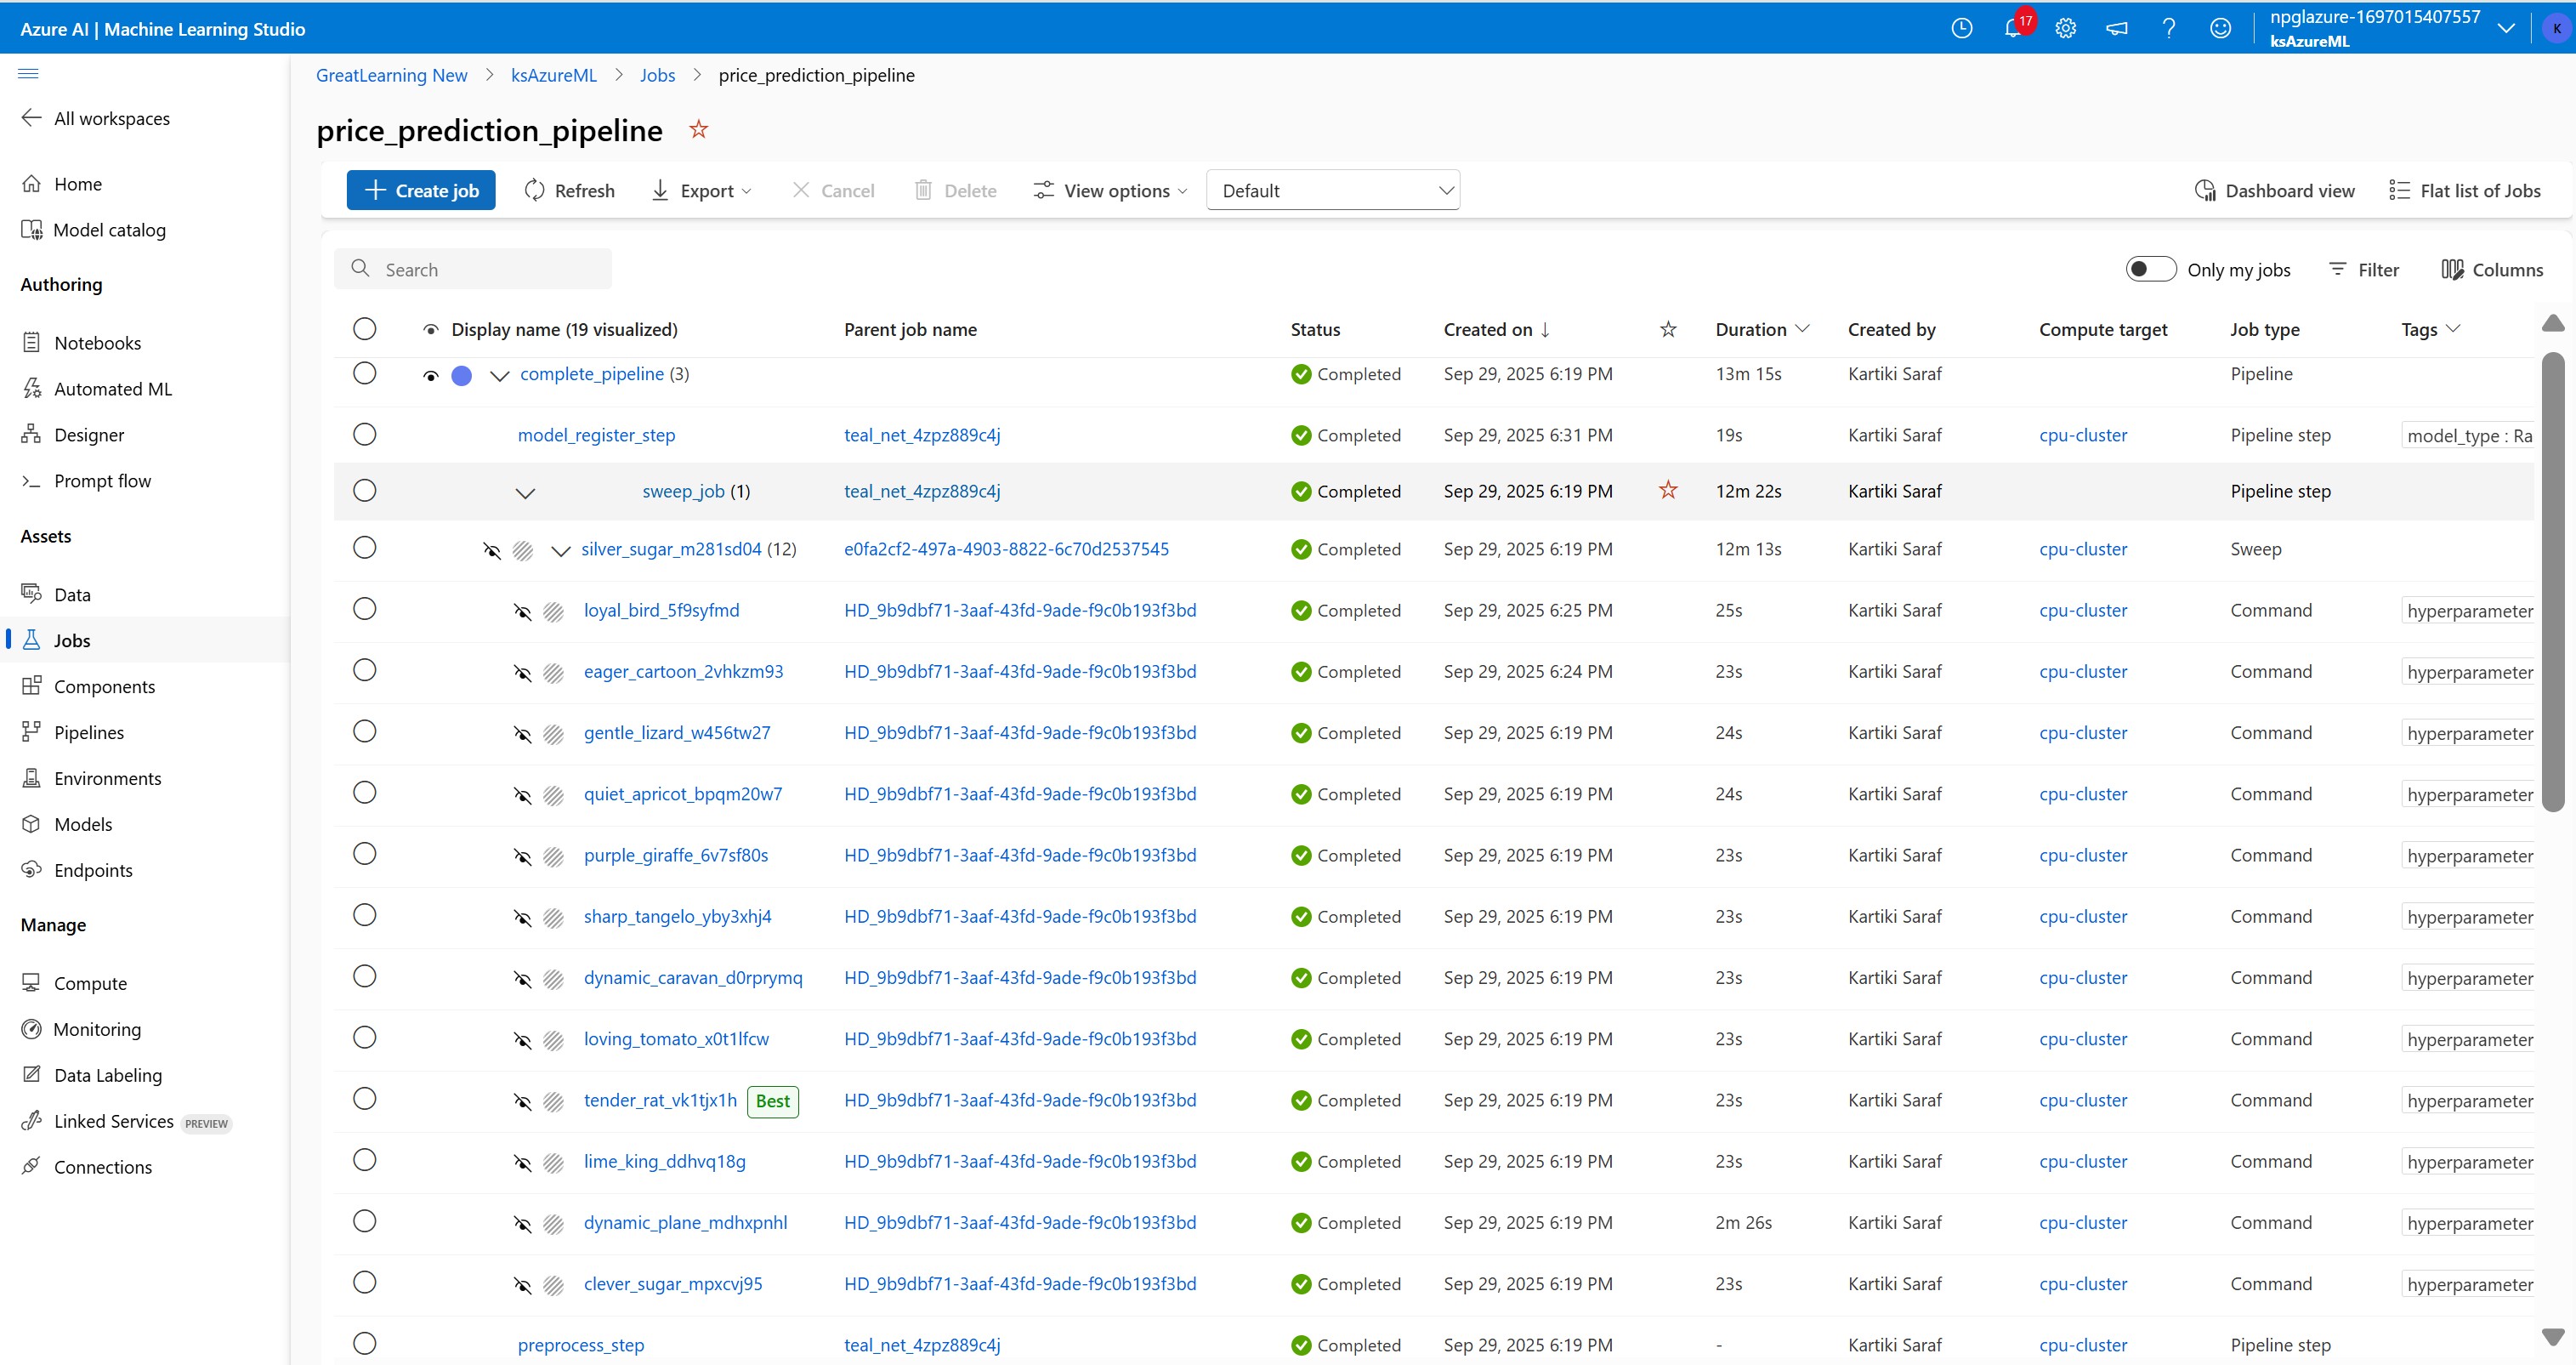 Azure AI | Machine Learning Studio
17
npglazure-1697015407557
ksAzureML
K
All workspaces
Home
Model catalog
Authoring
Notebooks
Automated ML
Designer
Prompt flow
Assets
Data
Jobs
Components
Pipelines
Environments
Models
Endpoints
Manage
Compute
Monitoring
Data Labeling
Linked Services PREVIEW
Connections
GreatLearning New > ksAzureML > Jobs > price_prediction_pipeline
price_prediction_pipeline
Create job Refresh Export Cancel Delete View options Default Dashboard view Flat list of Jobs
Search Only my jobs Filter Columns
Display name (19 visualized) Parent job name Status Created on ↓ Duration Created by Compute target Job type Tags
complete_pipeline (3) Completed Sep 29, 2025 6:19 PM 13m 15s Kartiki Saraf Pipeline
model_register_step teal_net_4zpz889c4j Completed Sep 29, 2025 6:31 PM 19s Kartiki Saraf cpu-cluster Pipeline step model_type : Ra
sweep_job (1) teal_net_4zpz889c4j Completed Sep 29, 2025 6:19 PM 12m 22s Kartiki Saraf Pipeline step
silver_sugar_m281sd04 (12) e0fa2cf2-497a-4903-8822-6c70d2537545 Completed Sep 29, 2025 6:19 PM 12m 13s Kartiki Saraf cpu-cluster Sweep
loyal_bird_5f9syfmd HD_9b9dbf71-3aaf-43fd-9ade-f9c0b193f3bd Completed Sep 29, 2025 6:25 PM 25s Kartiki Saraf cpu-cluster Command hyperparameter
eager_cartoon_2vhkzm93 HD_9b9dbf71-3aaf-43fd-9ade-f9c0b193f3bd Completed Sep 29, 2025 6:24 PM 23s Kartiki Saraf cpu-cluster Command hyperparameter
gentle_lizard_w456tw27 HD_9b9dbf71-3aaf-43fd-9ade-f9c0b193f3bd Completed Sep 29, 2025 6:19 PM 24s Kartiki Saraf cpu-cluster Command hyperparameter
quiet_apricot_bpqm20w7 HD_9b9dbf71-3aaf-43fd-9ade-f9c0b193f3bd Completed Sep 29, 2025 6:19 PM 24s Kartiki Saraf cpu-cluster Command hyperparameter
purple_giraffe_6v7sf80s HD_9b9dbf71-3aaf-43fd-9ade-f9c0b193f3bd Completed Sep 29, 2025 6:19 PM 23s Kartiki Saraf cpu-cluster Command hyperparameter
sharp_tangelo_yby3xhj4 HD_9b9dbf71-3aaf-43fd-9ade-f9c0b193f3bd Completed Sep 29, 2025 6:19 PM 23s Kartiki Saraf cpu-cluster Command hyperparameter
dynamic_caravan_d0rprymq HD_9b9dbf71-3aaf-43fd-9ade-f9c0b193f3bd Completed Sep 29, 2025 6:19 PM 23s Kartiki Saraf cpu-cluster Command hyperparameter
loving_tomato_x0t1lfcw HD_9b9dbf71-3aaf-43fd-9ade-f9c0b193f3bd Completed Sep 29, 2025 6:19 PM 23s Kartiki Saraf cpu-cluster Command hyperparameter
tender_rat_vk1tjx1h Best HD_9b9dbf71-3aaf-43fd-9ade-f9c0b193f3bd Completed Sep 29, 2025 6:19 PM 23s Kartiki Saraf cpu-cluster Command hyperparameter
lime_king_ddhvq18g HD_9b9dbf71-3aaf-43fd-9ade-f9c0b193f3bd Completed Sep 29, 2025 6:19 PM 23s Kartiki Saraf cpu-cluster Command hyperparameter
dynamic_plane_mdhxpnhl HD_9b9dbf71-3aaf-43fd-9ade-f9c0b193f3bd Completed Sep 29, 2025 6:19 PM 2m 26s Kartiki Saraf cpu-cluster Command hyperparameter
clever_sugar_mpxcvj95 HD_9b9dbf71-3aaf-43fd-9ade-f9c0b193f3bd Completed Sep 29, 2025 6:19 PM 23s Kartiki Saraf cpu-cluster Command hyperparameter
preprocess_step teal_net_4zpz889c4j Completed Sep 29, 2025 6:19 PM - Kartiki Saraf cpu-cluster Pipeline step